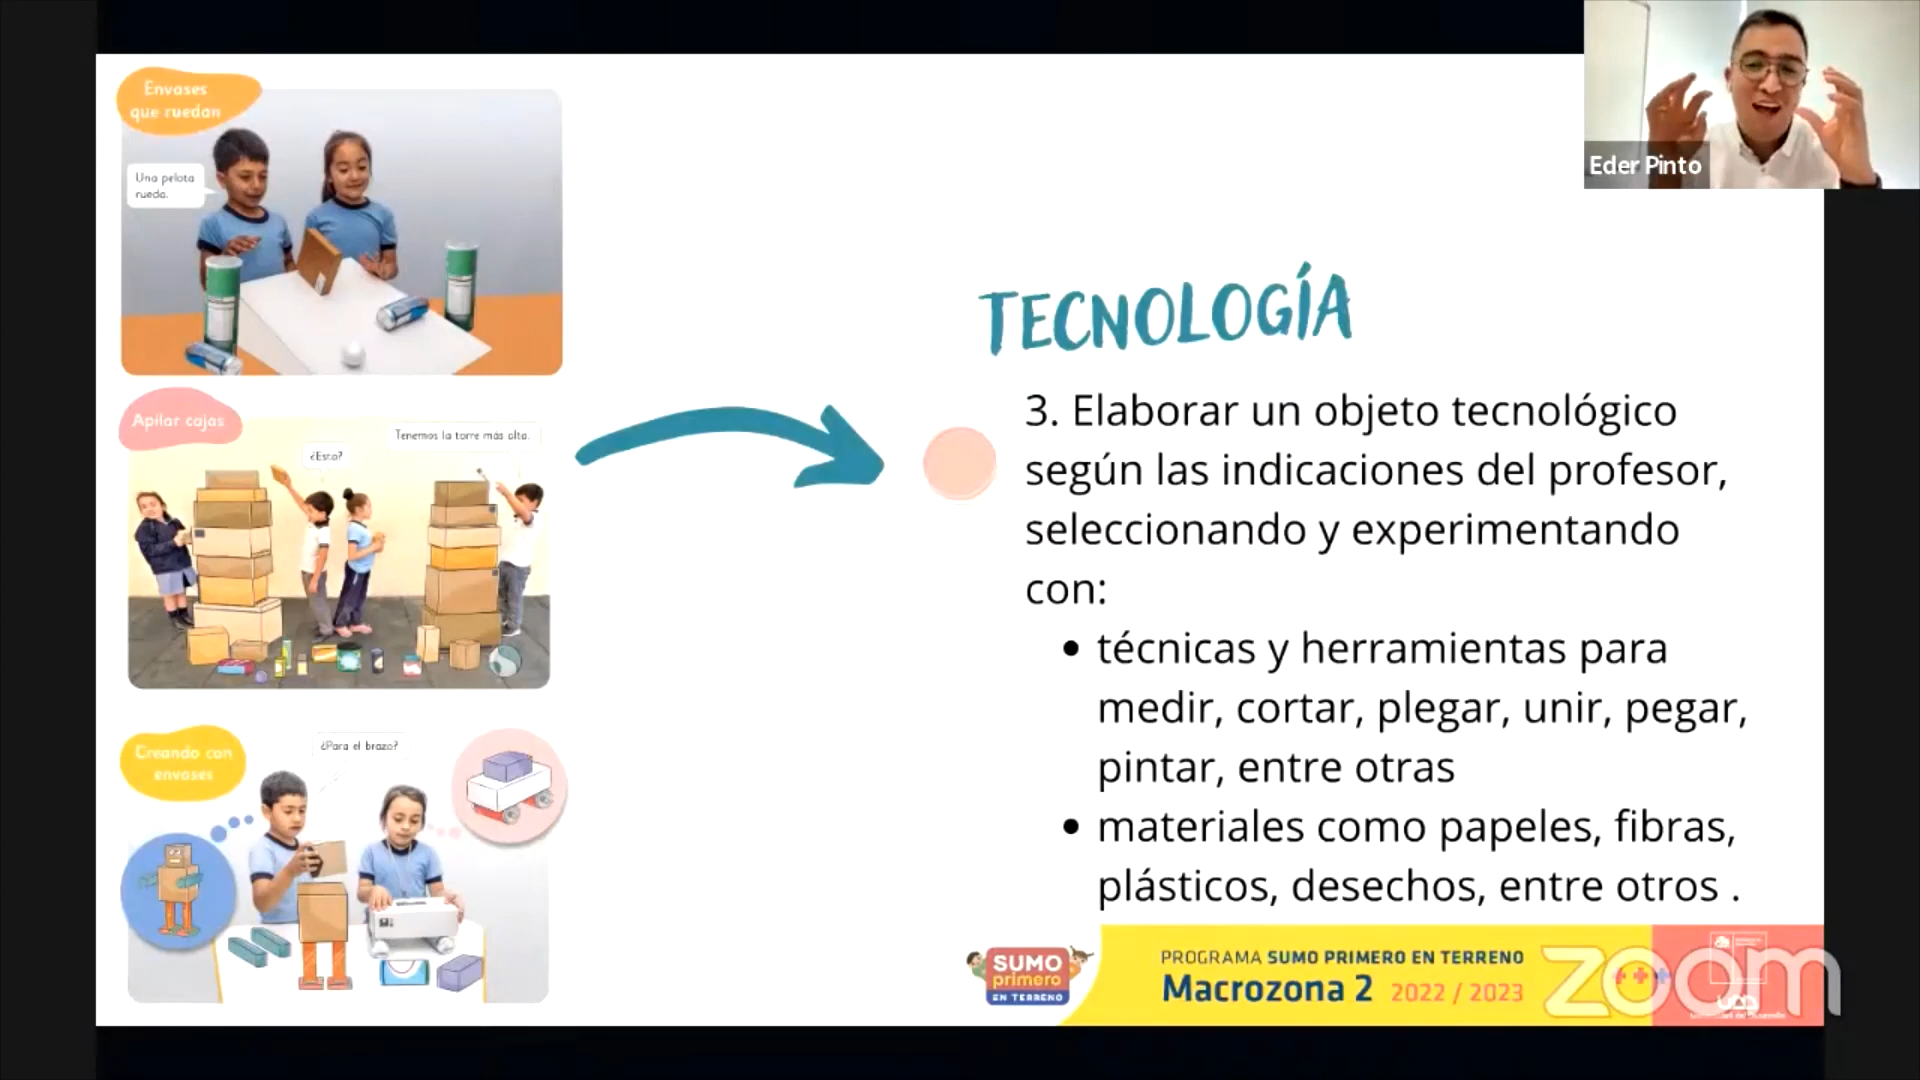 Envases
que ruedan
Una pelota
rueda.
Apilar cajas
¿Esta?
Tenemos la torre más alta.
Creando con
envases
¿Para el brazo?
Eder Pinto
TECNOLOGÍA
3. Elaborar un objeto tecnológico
según las indicaciones del profesor,
seleccionando y experimentando
con:
• técnicas y herramientas para
medir, cortar, plegar, unir, pegar,
pintar, entre otras
• materiales como papeles, fibras,
plásticos, desechos, entre otros .
SUMO
primero
EN TERRENO
PROGRAMA SUMO PRIMERO EN TERRENO
Macrozona 2 2022 / 2023
zoom